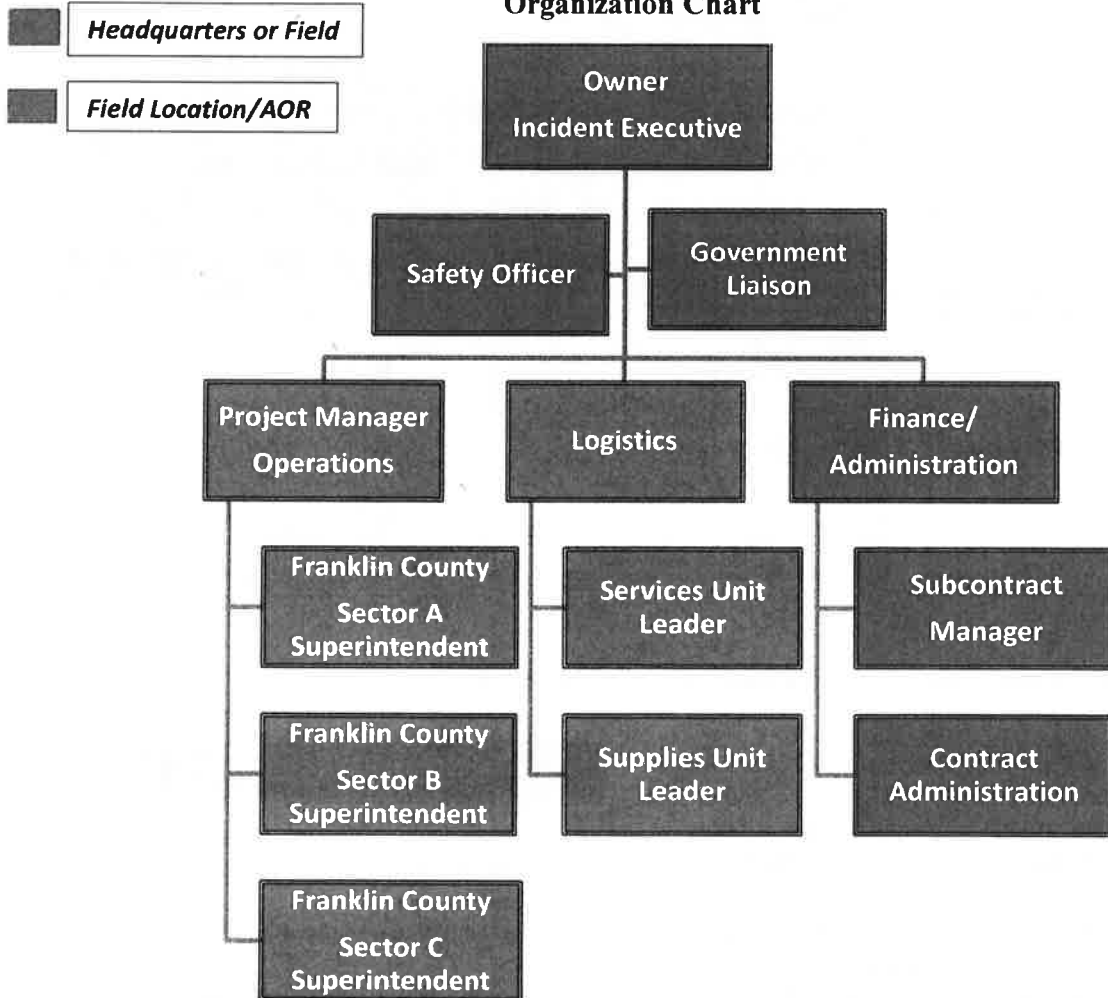 Organization Chart
Headquarters or Field
Field Location/AOR
Owner
Incident Executive
Safety Officer
Government
Liaison
Project Manager
Operations
Logistics
Finance/
Administration
Franklin County
Sector A
Superintendent
Services Unit
Leader
Subcontract
Manager
Franklin County
Sector B
Superintendent
Supplies Unit
Leader
Contract
Administration
Franklin County
Sector C
Superintendent